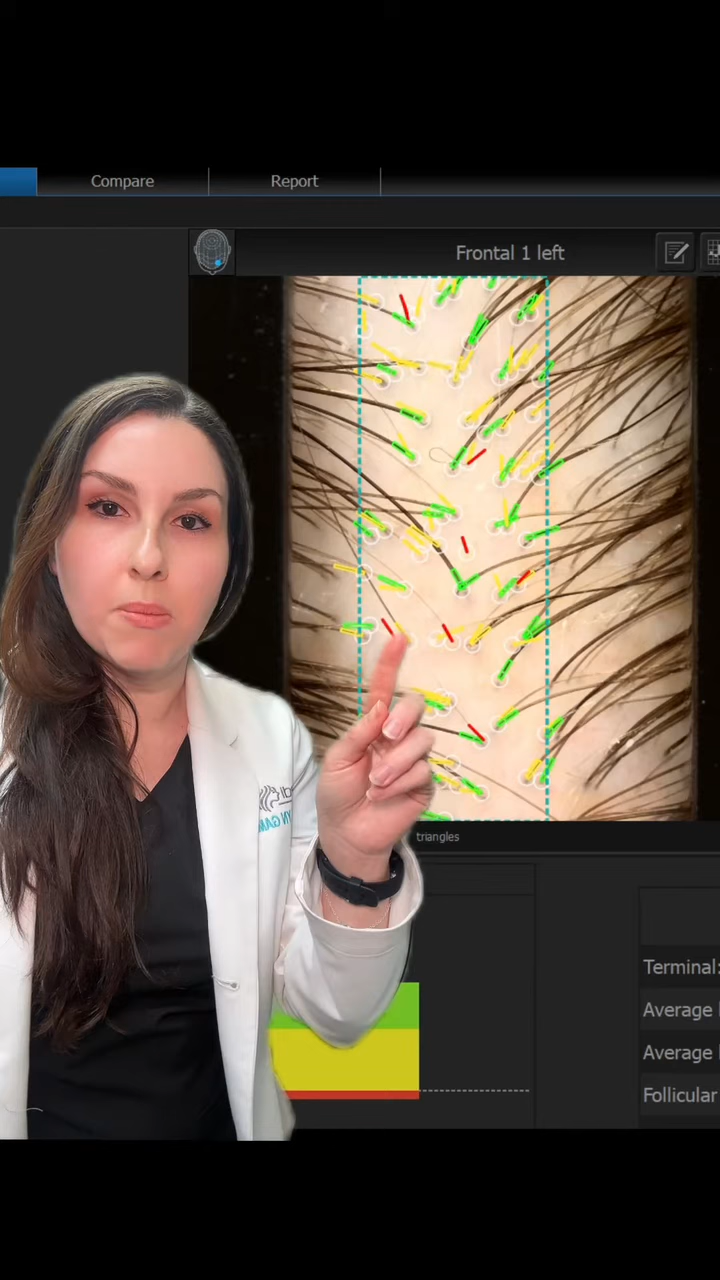 Compare
Report
Frontal 1 left
triangles
Terminal:
Average
Average
Follicular